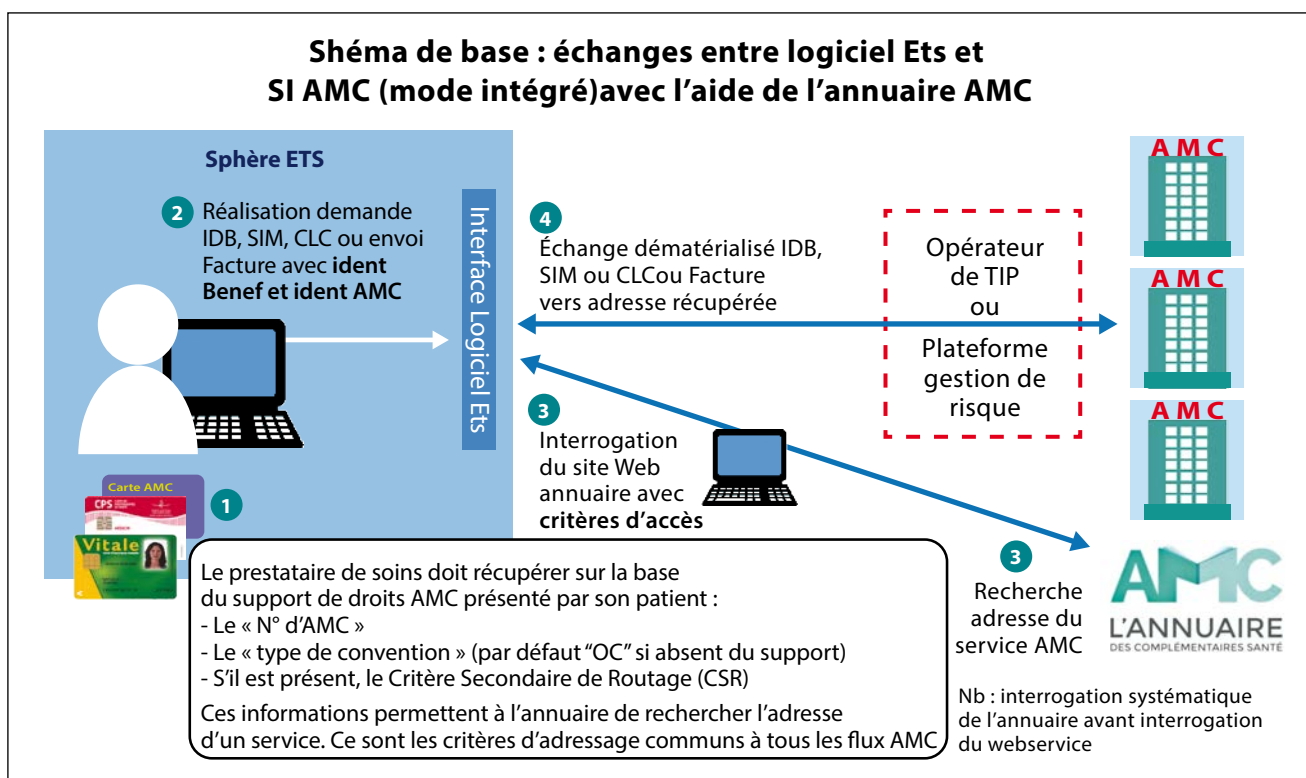 Shéma de base : échanges entre logiciel Ets et
SI AMC (mode intégré)avec l'aide de l'annuaire AMC
Sphère ETS
2 Réalisation demande
IDB, SIM, CLC ou envoi
Facture avec ident
Benef et ident AMC
Interface Logiciel Ets
4
Échange dématérialisé IDB,
SIM ou CLCou Facture
vers adresse récupérée
Opérateur
de TIP
ou
Plateforme
gestion de
risque
AMC
AMC
AMC
3
Interrogation
du site Web
annuaire avec
critères d'accès
Carte AMC
CPS
Vitale
1
Le prestataire de soins doit récupérer sur la base
du support de droits AMC présenté par son patient :
- Le « N° d'AMC »
- Le « type de convention » (par défaut "OC" si absent du support)
- S'il est présent, le Critère Secondaire de Routage (CSR)
Ces informations permettent à l'annuaire de rechercher l'adresse
d'un service. Ce sont les critères d'adressage communs à tous les flux AMC
3
Recherche
adresse du
service AMC
AMC
L'ANNUAIRE
DES COMPLÉMENTAIRES SANTÉ
Nb : interrogation systématique
de l'annuaire avant interrogation
du webservice